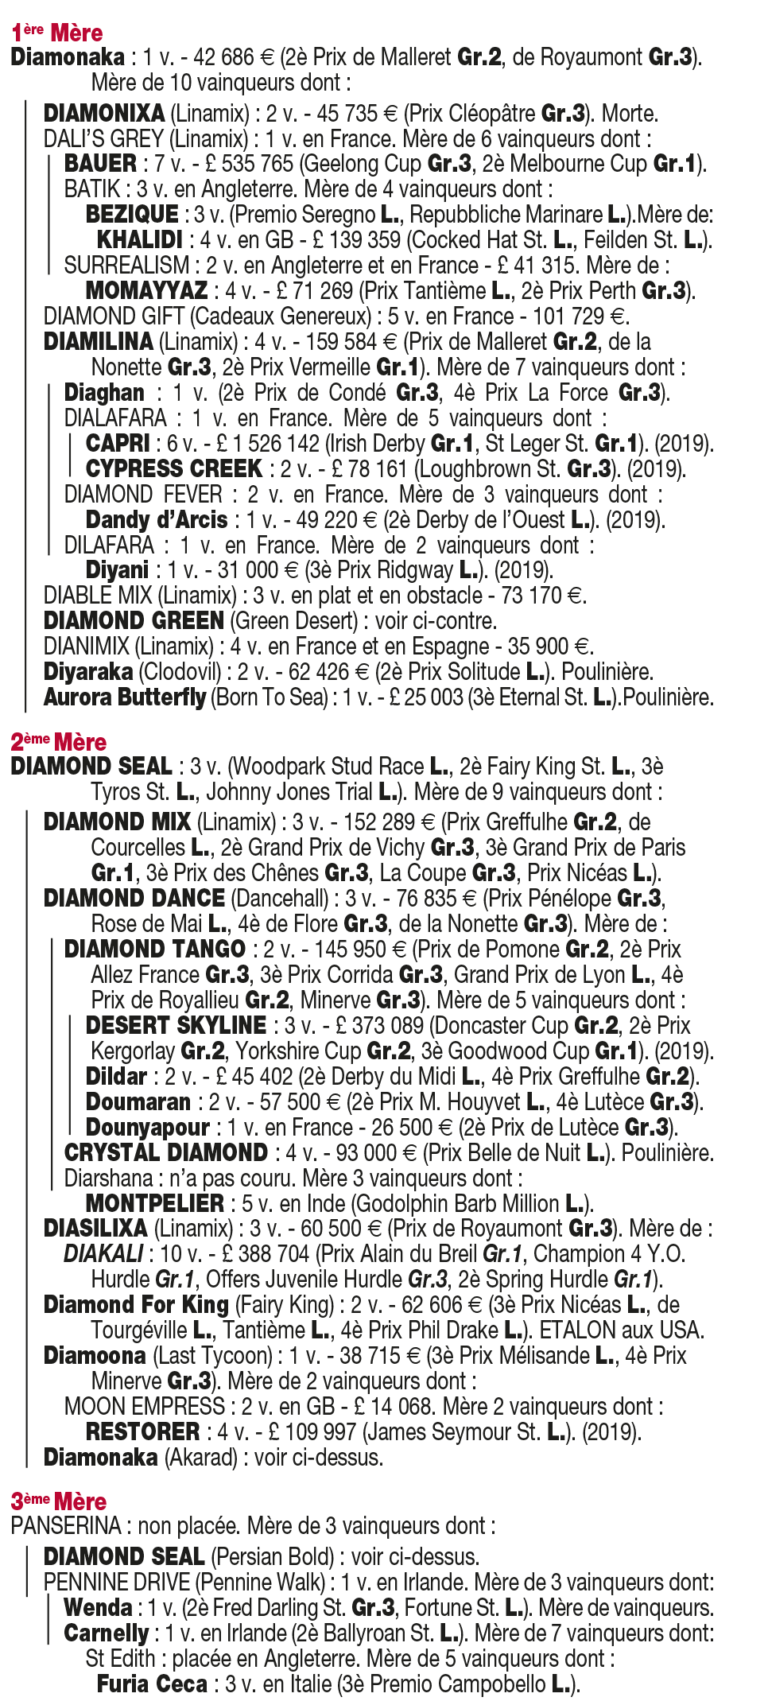 1ère Mère
Diamonaka : 1 v. - 42 686 € (2è Prix de Malleret Gr.2, de Royaumont Gr.3).
Mère de 10 vainqueurs dont :
DIAMONIXA (Linamix) : 2 v. - 45 735 € (Prix Cléopâtre Gr.3). Morte.
DALI'S GREY (Linamix) : 1 v. en France. Mère de 6 vainqueurs dont :
BAUER : 7 v. - £ 535 765 (Geelong Cup Gr.3, 2è Melbourne Cup Gr.1).
BATIK : 3 v. en Angleterre. Mère de 4 vainqueurs dont :
BEZIQUE : 3 v. (Premio Seregno L., Repubbliche Marinare L.).Mère de:
KHALIDI : 4 v. en GB - £ 139 359 (Cocked Hat St. L., Feilden St. L.).
SURREALISM : 2 v. en Angleterre et en France - £ 41 315. Mère de :
MOMAYYAZ : 4 v. - £ 71 269 (Prix Tantième L., 2è Prix Perth Gr.3).
DIAMOND GIFT (Cadeaux Genereux) : 5 v. en France - 101 729 €.
DIAMILINA (Linamix) : 4 v. - 159 584 € (Prix de Malleret Gr.2, de la
Nonette Gr.3, 2è Prix Vermeille Gr.1). Mère de 7 vainqueurs dont :
Diaghan : 1 v. (2è Prix de Condé Gr.3, 4è Prix La Force Gr.3).
DIALAFARA : 1 v. en France. Mère de 5 vainqueurs dont :
CAPRI : 6 v. - £ 1 526 142 (Irish Derby Gr.1, St Leger St. Gr.1). (2019).
CYPRESS CREEK : 2 v. - £ 78 161 (Loughbrown St. Gr.3). (2019).
DIAMOND FEVER : 2 v. en France. Mère de 3 vainqueurs dont :
Dandy d'Arcis : 1 v. - 49 220 € (2è Derby de l'Ouest L.). (2019).
DILAFARA : 1 v. en France. Mère de 2 vainqueurs dont :
Diyani : 1 v. - 31 000 € (3è Prix Ridgway L.). (2019).
DIABLE MIX (Linamix) : 3 v. en plat et en obstacle - 73 170 €.
DIAMOND GREEN (Green Desert) : voir ci-contre.
DIANIMIX (Linamix) : 4 v. en France et en Espagne - 35 900 €.
Diyaraka (Clodovil) : 2 v. - 62 426 € (2è Prix Solitude L.). Poulinière.
Aurora Butterfly (Born To Sea) : 1 v. - £ 25 003 (3è Eternal St. L.).Poulinière.
2ème Mère
DIAMOND SEAL : 3 v. (Woodpark Stud Race L., 2è Fairy King St. L., 3è
Tyros St. L., Johnny Jones Trial L.). Mère de 9 vainqueurs dont :
DIAMOND MIX (Linamix) : 3 v. - 152 289 € (Prix Greffulhe Gr.2, de
Courcelles L., 2è Grand Prix de Vichy Gr.3, 3è Grand Prix de Paris
Gr.1, 3è Prix des Chênes Gr.3, La Coupe Gr.3, Prix Nicéas L.).
DIAMOND DANCE (Dancehall) : 3 v. - 76 835 € (Prix Pénélope Gr.3,
Rose de Mai L., 4è de Flore Gr.3, de la Nonette Gr.3). Mère de :
DIAMOND TANGO : 2 v. - 145 950 € (Prix de Pomone Gr.2, 2è Prix
Allez France Gr.3, 3è Prix Corrida Gr.3, Grand Prix de Lyon L., 4è
Prix de Royallieu Gr.2, Minerve Gr.3). Mère de 5 vainqueurs dont :
DESERT SKYLINE : 3 v. - £ 373 089 (Doncaster Cup Gr.2, 2è Prix
Kergorlay Gr.2, Yorkshire Cup Gr.2, 3è Goodwood Cup Gr.1). (2019).
Dildar : 2 v. - £ 45 402 (2è Derby du Midi L., 4è Prix Greffulhe Gr.2).
Doumaran : 2 v. - 57 500 € (2è Prix M. Houyvet L., 4è Lutèce Gr.3).
Dounyapour : 1 v. en France - 26 500 € (2è Prix de Lutèce Gr.3).
CRYSTAL DIAMOND : 4 v. - 93 000 € (Prix Belle de Nuit L.). Poulinière.
Diarshana : n'a pas couru. Mère 3 vainqueurs dont :
MONTPELIER : 5 v. en Inde (Godolphin Barb Million L.).
DIASILIXA (Linamix) : 3 v. - 60 500 € (Prix de Royaumont Gr.3). Mère de :
DIAKALI : 10 v. - £ 388 704 (Prix Alain du Breil Gr.1, Champion 4 Y.O.
Hurdle Gr.1, Offers Juvenile Hurdle Gr.3, 2è Spring Hurdle Gr.1).
Diamond For King (Fairy King) : 2 v. - 62 606 € (3è Prix Nicéas L., de
Tourgéville L., Tantième L., 4è Prix Phil Drake L.). ETALON aux USA.
Diamoona (Last Tycoon) : 1 v. - 38 715 € (3è Prix Mélisande L., 4è Prix
Minerve Gr.3). Mère de 2 vainqueurs dont :
MOON EMPRESS : 2 v. en GB - £ 14 068. Mère 2 vainqueurs dont :
RESTORER : 4 v. - £ 109 997 (James Seymour St. L.). (2019).
Diamonaka (Akarad) : voir ci-dessus.
3ème Mère
PANSERINA : non placée. Mère de 3 vainqueurs dont :
DIAMOND SEAL (Persian Bold) : voir ci-dessus.
PENNINE DRIVE (Pennine Walk) : 1 v. en Irlande. Mère de 3 vainqueurs dont:
Wenda : 1 v. (2è Fred Darling St. Gr.3, Fortune St. L.). Mère de vainqueurs.
Carnelly : 1 v. en Irlande (2è Ballyroan St. L.). Mère de 7 vainqueurs dont:
St Edith : placée en Angleterre. Mère de 5 vainqueurs dont :
Furia Ceca : 3 v. en Italie (3è Premio Campobello L.).